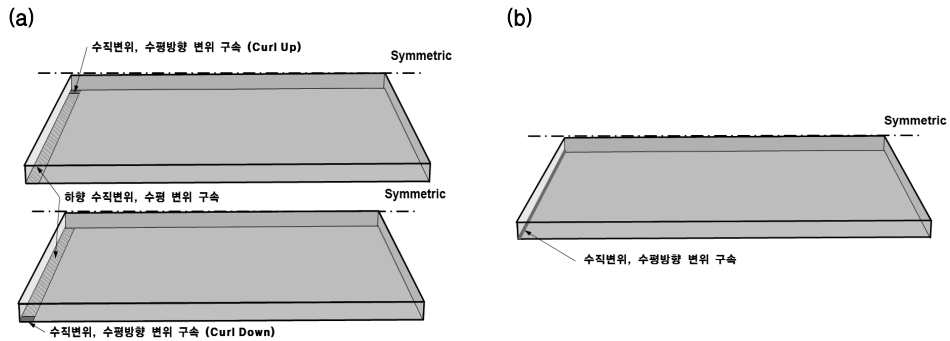 (a)
수직변위, 수평방향 변위 구속 (Curl Up)
Symmetric
하향 수직변위, 수평 변위 구속
Symmetric
수직변위, 수평방향 변위 구속 (Curl Down)
(b)
Symmetric
수직변위, 수평방향 변위 구속